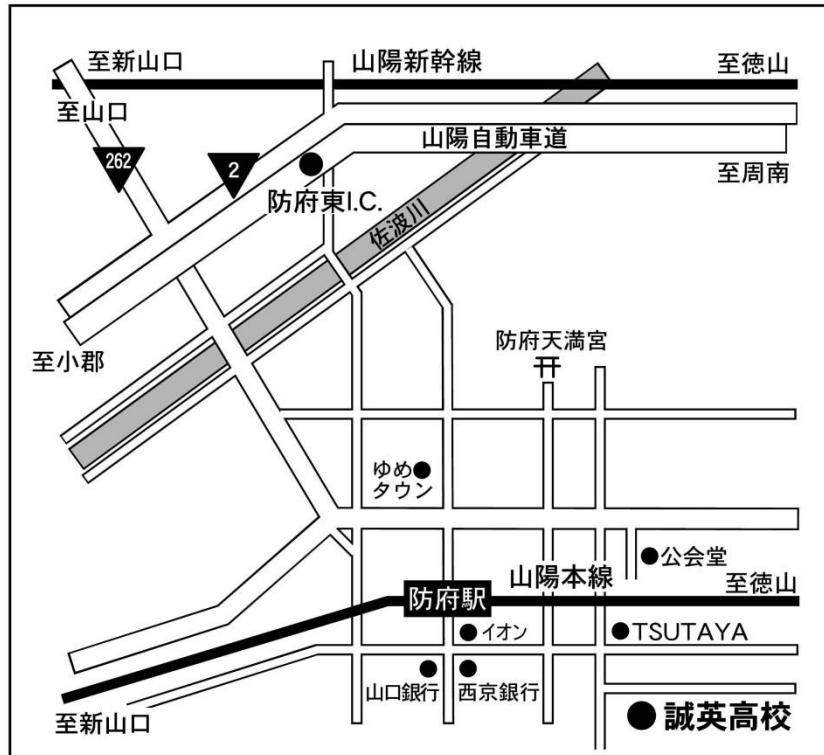 至新山口
山陽新幹線
至徳山
至山口
262
2
山陽自動車道
至周南
防府東I.C.
佐波川
至小郡
防府天満宮
ゆめ
タウン
公会堂
山陽本線
至徳山
防府駅
イオン
TSUTAYA
山口銀行
西京銀行
至新山口
誠英高校